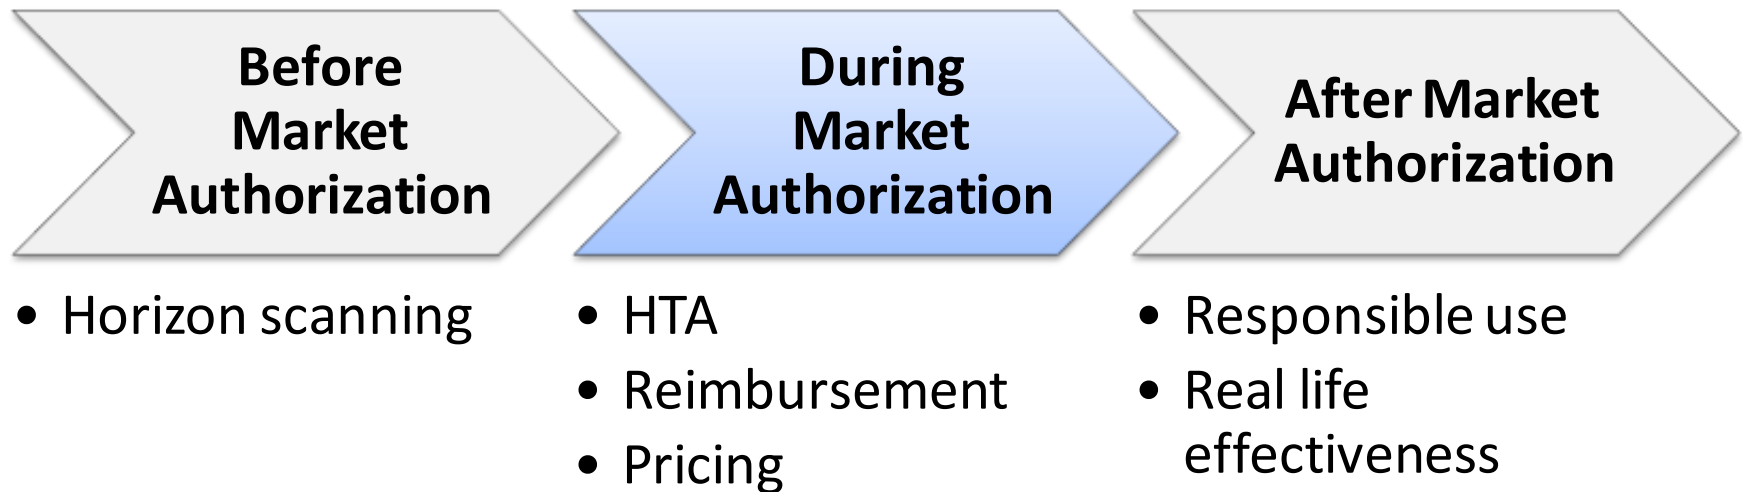 Before
Market
Authorization
• Horizon scanning
During
Market
Authorization
• HTA
• Reimbursement
• Pricing
After Market
Authorization
• Responsible use
• Real life
effectiveness